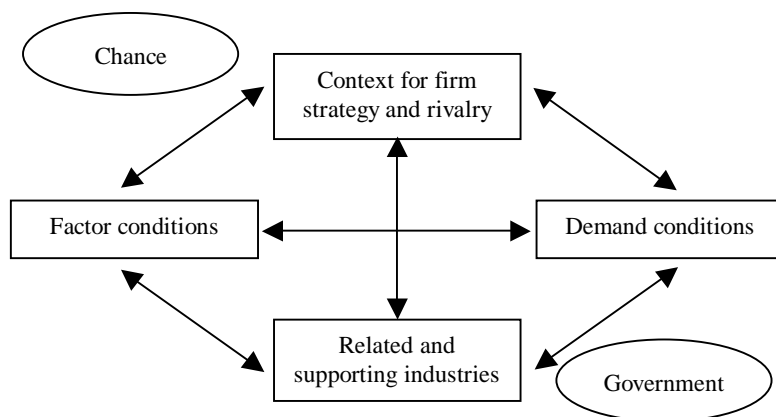 Chance
Context for firm
strategy and rivalry
Factor conditions
Demand conditions
Related and
supporting industries
Government